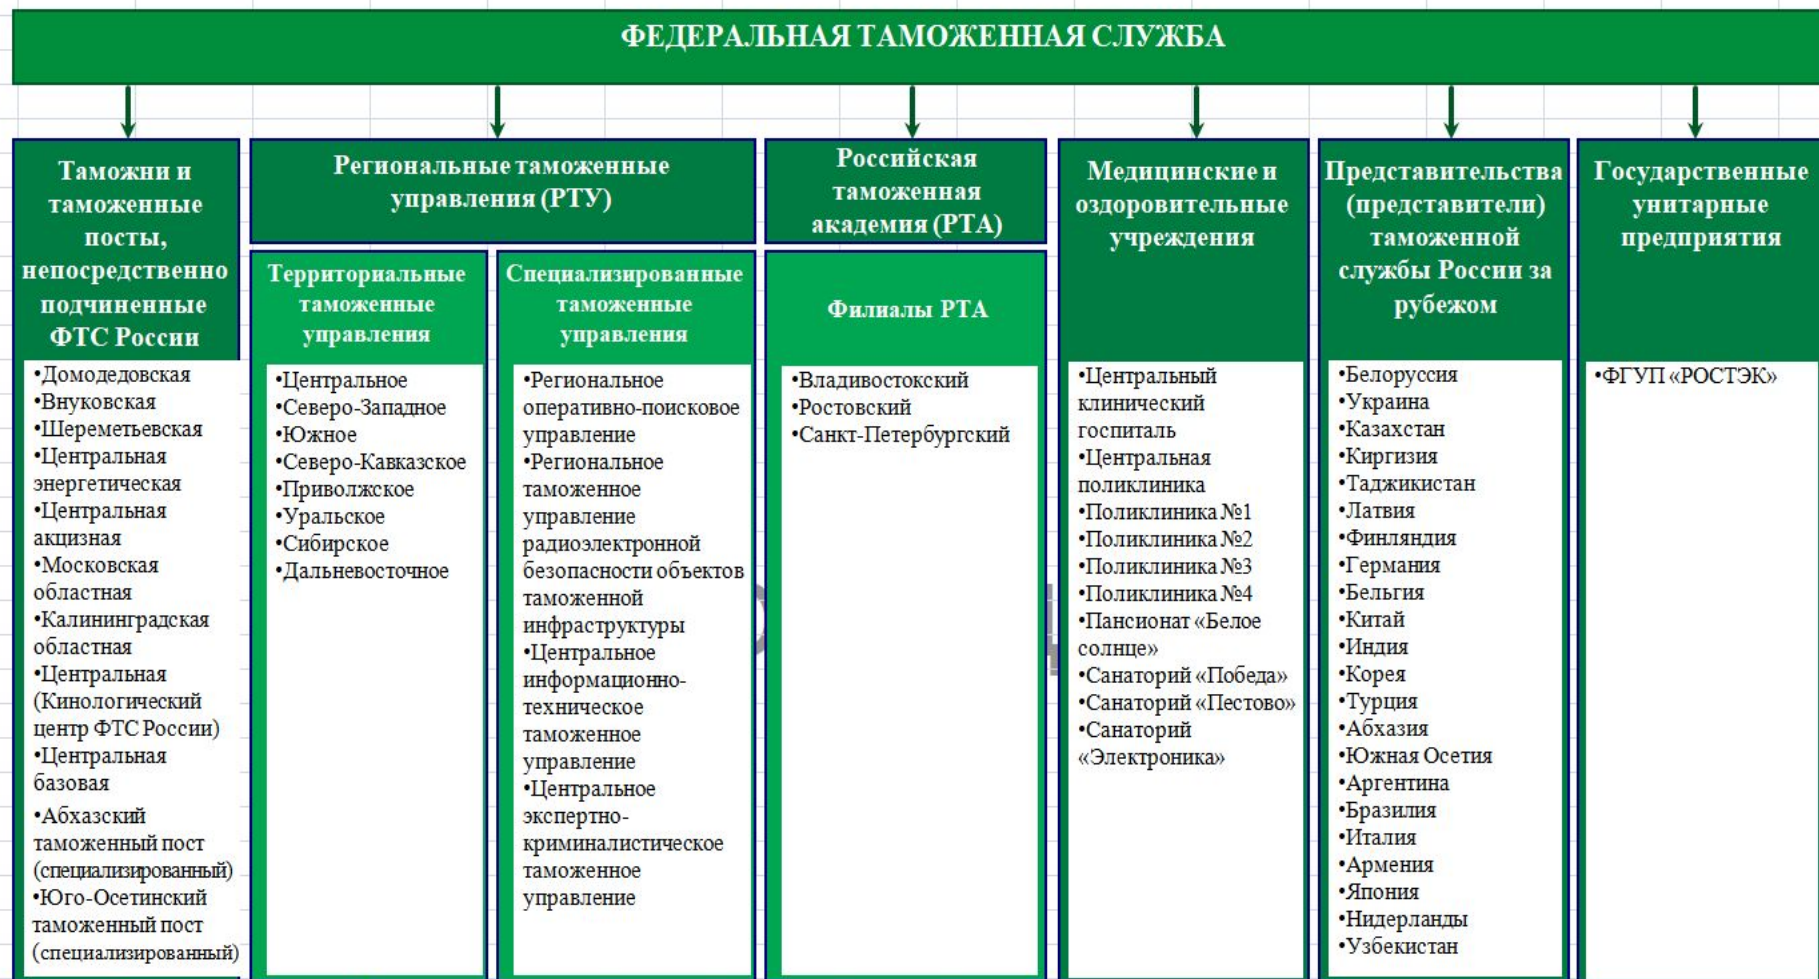 ФЕДЕРАЛЬНАЯ ТАМОЖЕННАЯ СЛУЖБА
Таможни и
таможенные
посты,
непосредственно
подчиненные
ФТС России
•Домодедовская
•Внуковская
•Шереметьевская
•Центральная
энергетическая
•Центральная
акцизная
•Московская
областная
•Калининградская
областная
•Центральная
(Кинологический
центр ФТС России)
•Центральная
базовая
•Абхазский
таможенный пост
(специализированный)
•Юго-Осетинский
таможенный пост
(специализированный)
Региональные таможенные
управления (РТУ)
Территориальные
таможенные
управления
•Центральное
•Северо-Западное
•Южное
•Северо-Кавказское
•Приволжское
•Уральское
•Сибирское
•Дальневосточное
Специализированные
таможенные
управления
•Региональное
оперативно-поисковое
управление
•Региональное
таможенное
управление
радиоэлектронной
безопасности объектов
таможенной
инфраструктуры
•Центральное
информационно-
техническое
таможенное
управление
•Центральное
экспертно-
криминалистическое
таможенное
управление
Российская
таможенная
академия (РТА)
Филиалы РТА
•Владивостокский
•Ростовский
•Санкт-Петербургский
Медицинские и
оздоровительные
учреждения
•Центральный
клинический
госпиталь
•Центральная
поликлиника
•Поликлиника №1
•Поликлиника №2
•Поликлиника №3
•Поликлиника №4
•Пансионат «Белое
солнце»
•Санаторий «Победа»
•Санаторий «Пестово»
•Санаторий
«Электроника»
Представительства
(представители)
таможенной
службы России за
рубежом
•Белоруссия
•Украина
•Казахстан
•Киргизия
•Таджикистан
•Латвия
•Финляндия
•Германия
•Бельгия
•Китай
•Индия
•Корея
•Турция
•Абхазия
•Южная Осетия
•Аргентина
•Бразилия
•Италия
•Армения
•Япония
•Нидерланды
•Узбекистан
Государственные
унитарные
предприятия
•ФГУП «РОСТЭК»